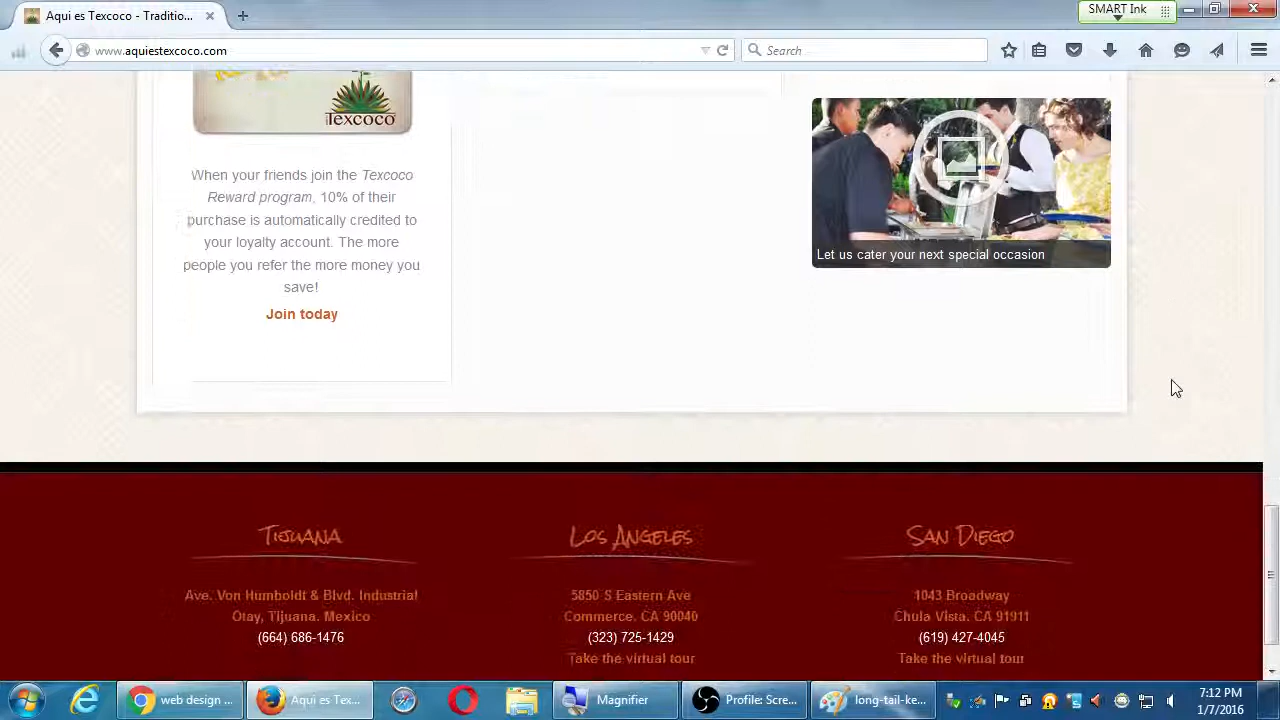 Aqui es Texcoco - Traditio...
SMART Ink
www.aquiestexcoco.com
Search
Texcoco
When your friends join the Texcoco
Reward program, 10% of their
purchase is automatically credited to
your loyalty account. The more
people you refer the more money you
save!
Join today
Let us cater your next special occasion
Tijuana
Los Angeles
San Diego
Ave. Von Humboldt & Blvd. Industrial
5850 S Eastern Ave
1043 Broadway
Otay, Tijuana. Mexico
Commerce, CA 90040
Chula Vista, CA 91911
(664) 686-1476
(323) 725-1429
(619) 427-4045
Take the virtual tour
Take the virtual tour
web design ...
Aqui es Tex...
Magnifier
Profile: Scre...
long-tail-ke...
7:12 PM
1/7/2016